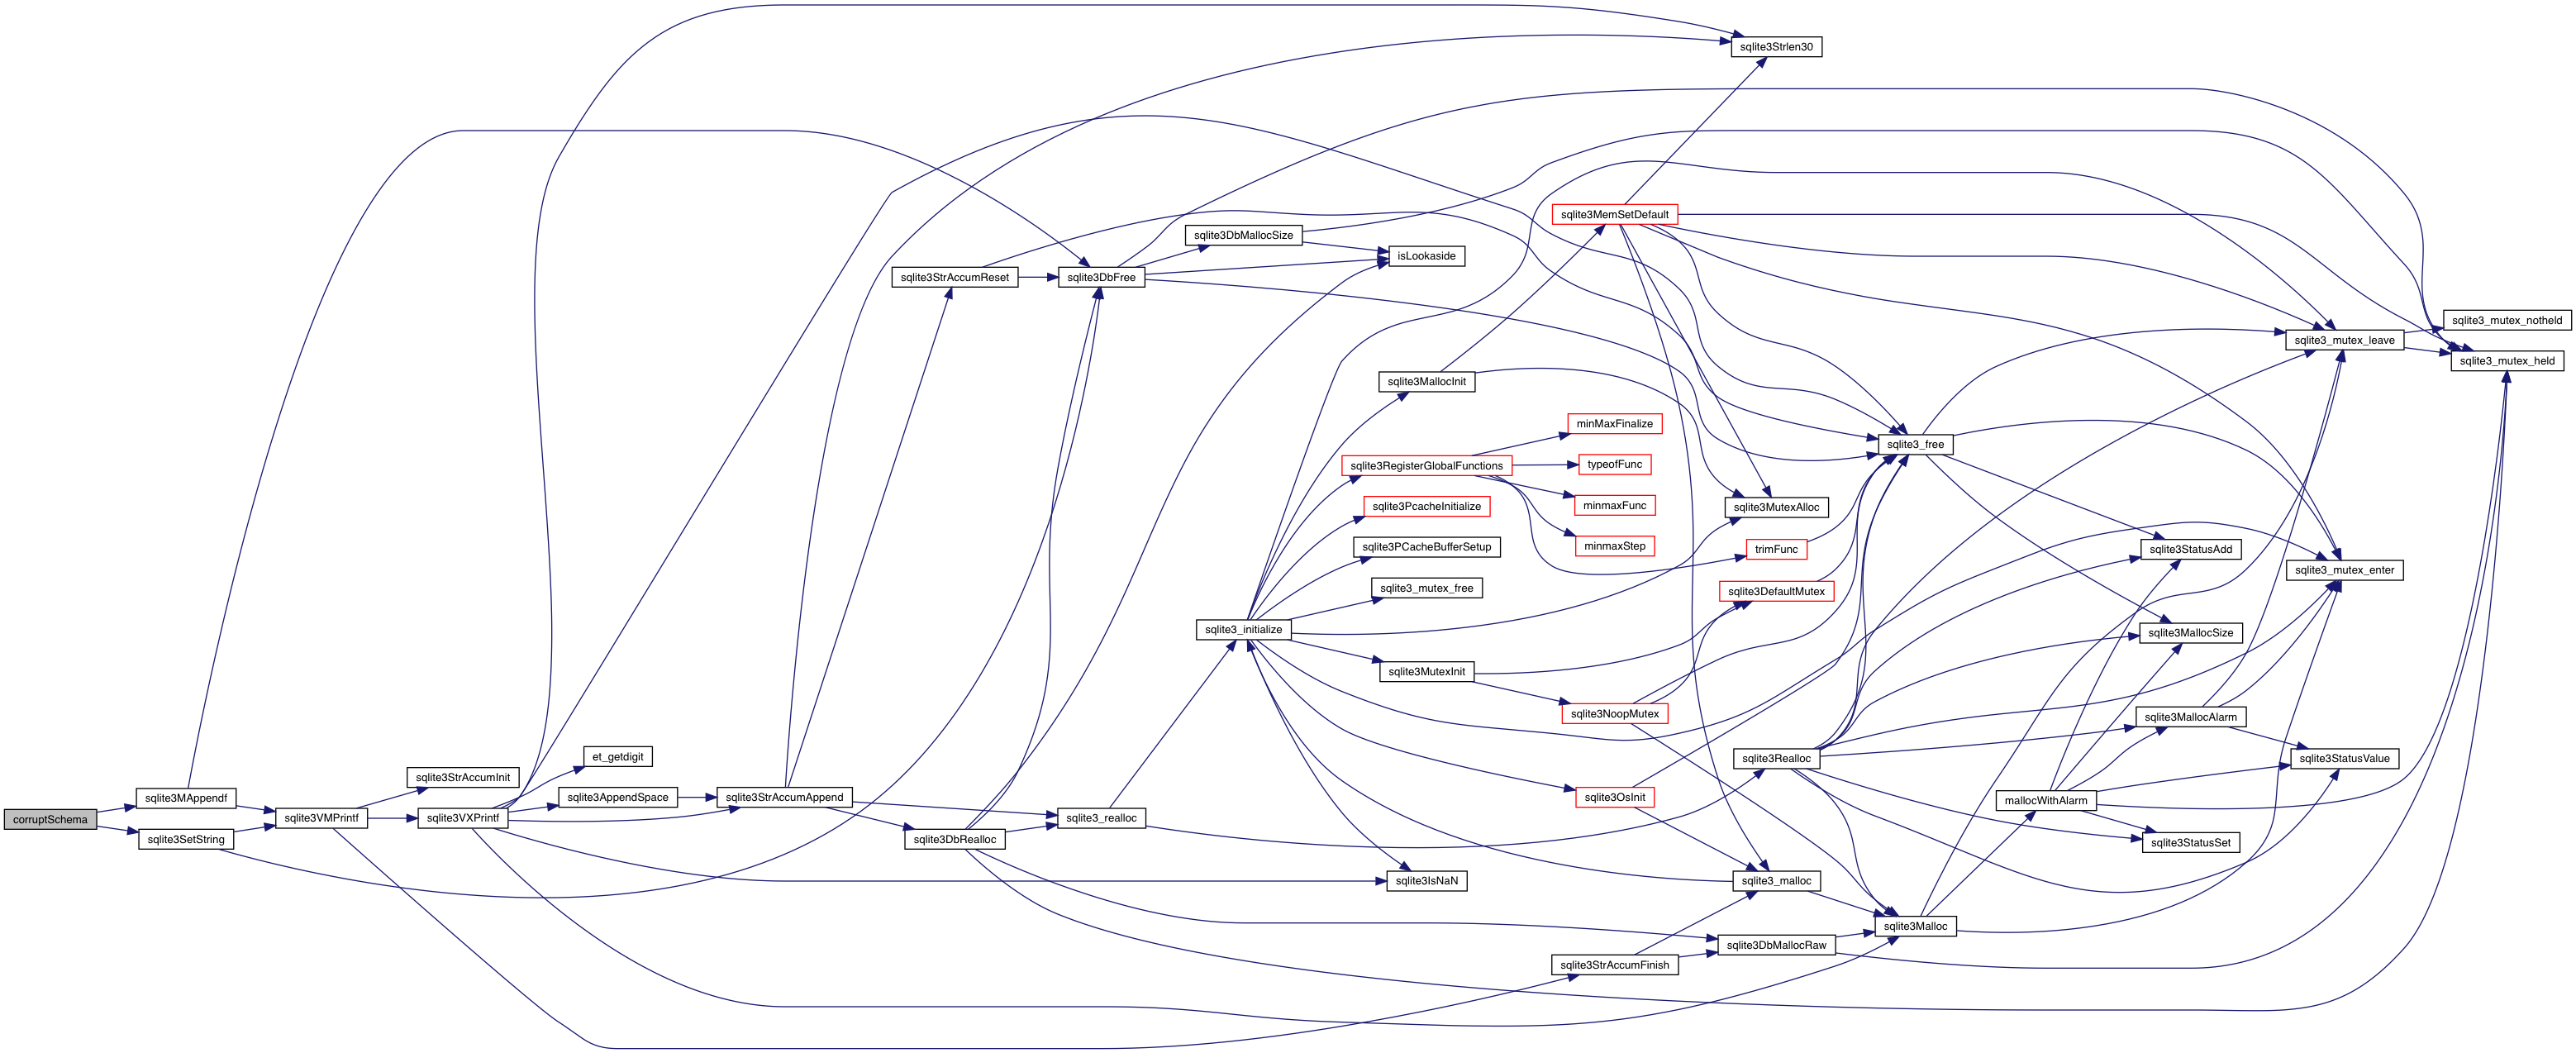 corruptSchema
sqlite3MAppendf
sqlite3SetString
sqlite3VMPrintf
sqlite3StrAccumInit
sqlite3VXPrintf
et_getdigit
sqlite3AppendSpace
sqlite3StrAccumAppend
sqlite3StrAccumReset
sqlite3DbRealloc
sqlite3DbFree
sqlite3_realloc
sqlite3DbMallocSize
sqlite3_initialize
isLookaside
sqlite3MallocInit
sqlite3RegisterGlobalFunctions
sqlite3PcacheInitialize
sqlite3PCacheBufferSetup
sqlite3_mutex_free
sqlite3MutexInit
sqlite3IsNaN
sqlite3MemSetDefault
minMaxFinalize
typeofFunc
minmaxFunc
minmaxStep
sqlite3NoopMutex
sqlite3OsInit
sqlite3StrAccumFinish
sqlite3Strlen30
sqlite3MutexAlloc
trimFunc
sqlite3DefaultMutex
sqlite3Realloc
sqlite3_malloc
sqlite3DbMallocRaw
sqlite3_free
sqlite3Malloc
mallocWithAlarm
sqlite3StatusAdd
sqlite3MallocSize
sqlite3MallocAlarm
sqlite3StatusSet
sqlite3_mutex_leave
sqlite3_mutex_enter
sqlite3StatusValue
sqlite3_mutex_notheld
sqlite3_mutex_held